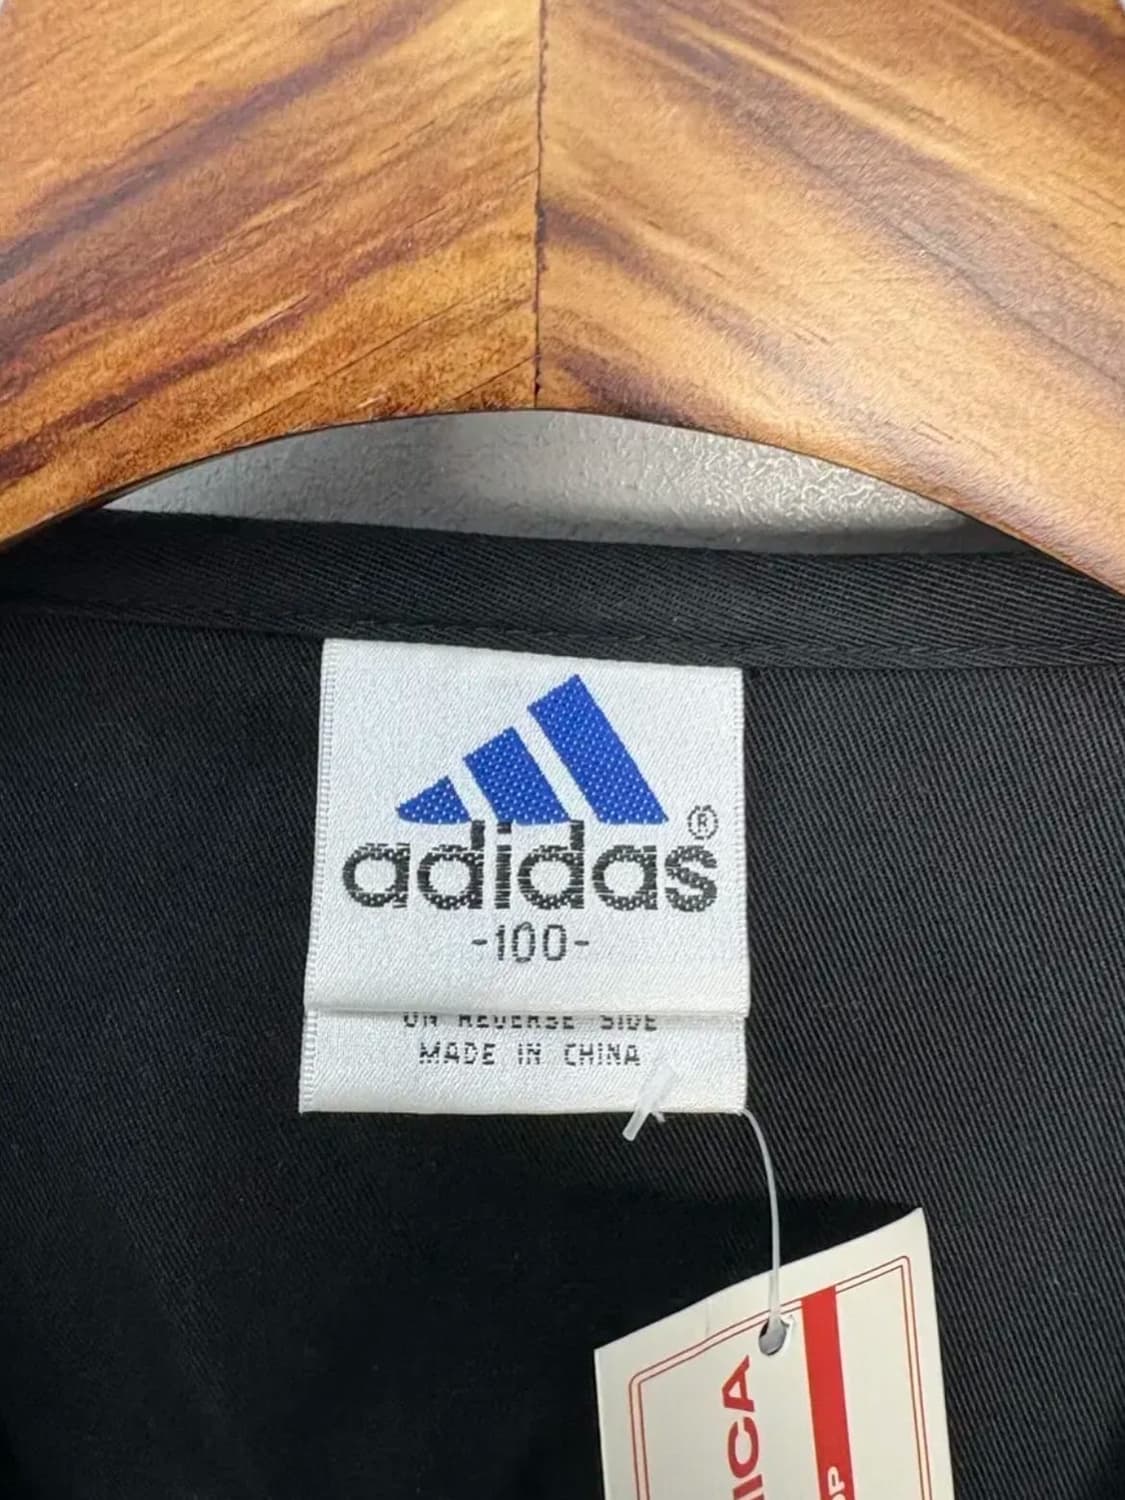 adidas®
-100-
ON REVERSE SIDE
MADE IN CHINA